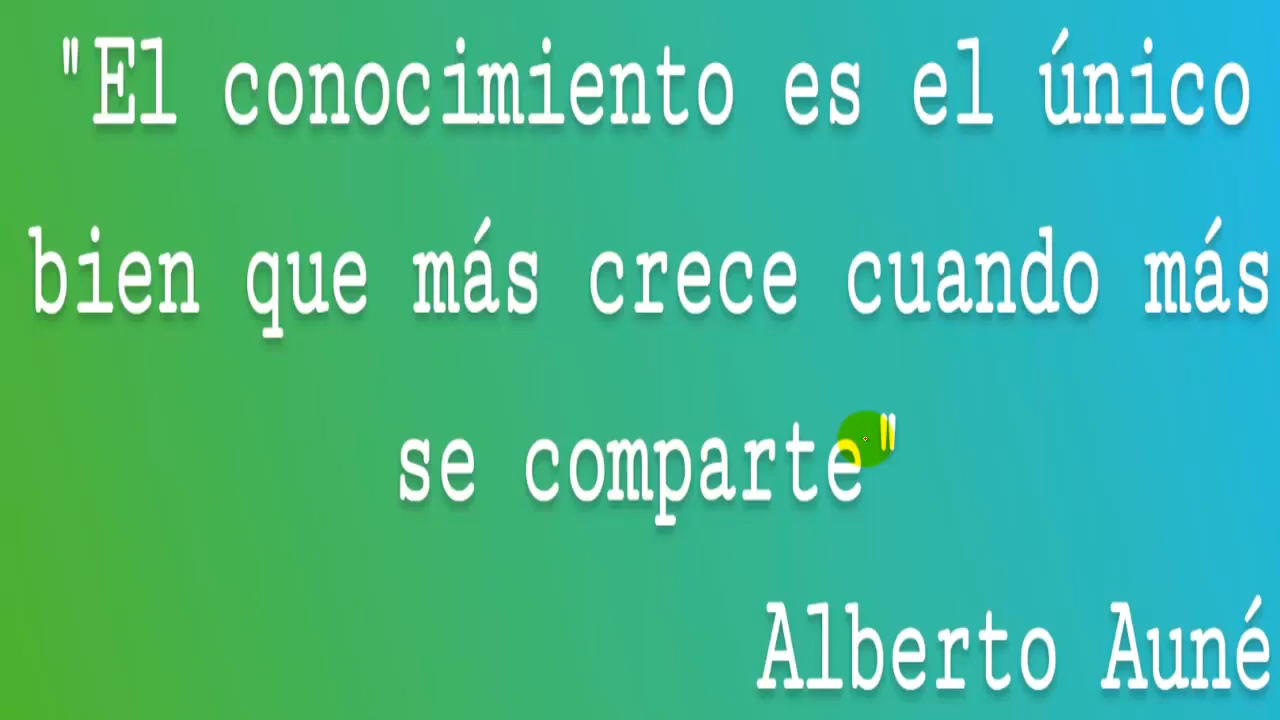 "El conocimiento es el único
bien que más crece cuando más
se comparte"
Alberto Auné